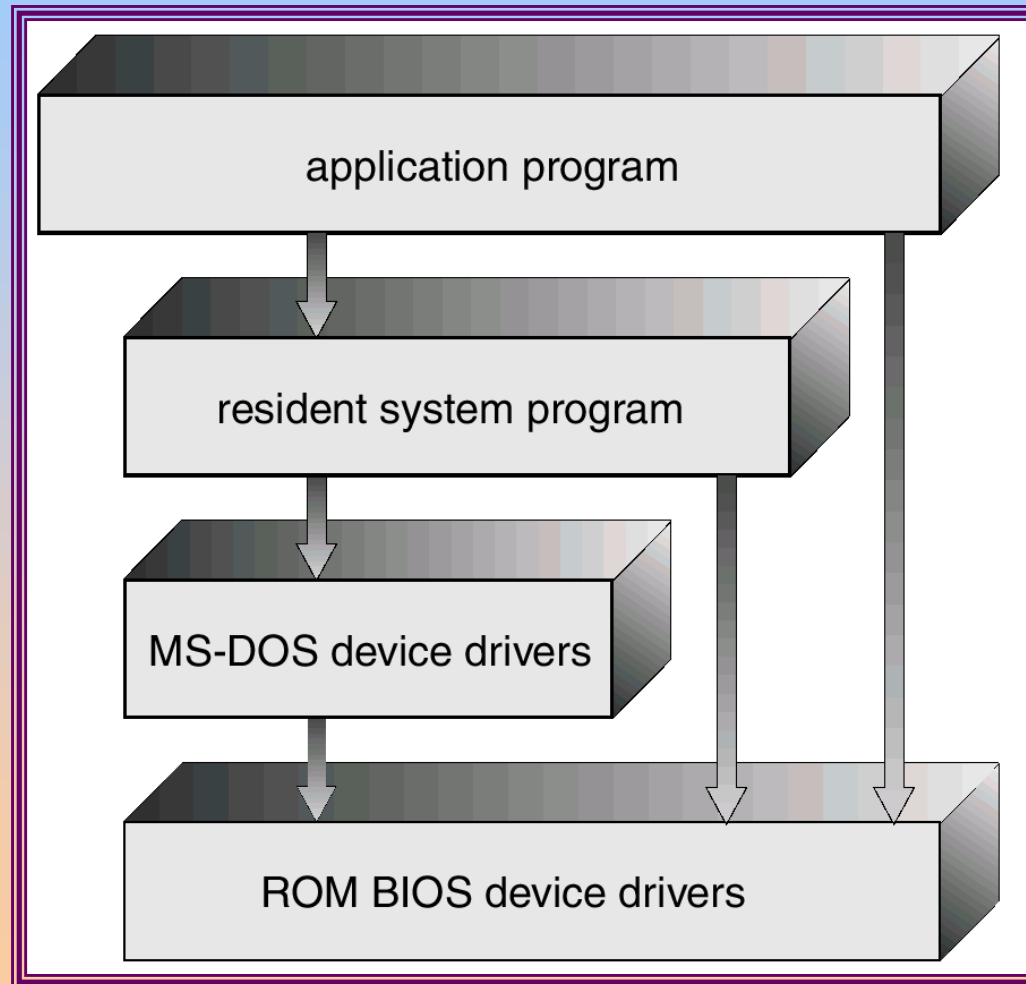 application program
resident system program
MS-DOS device drivers
ROM BIOS device drivers